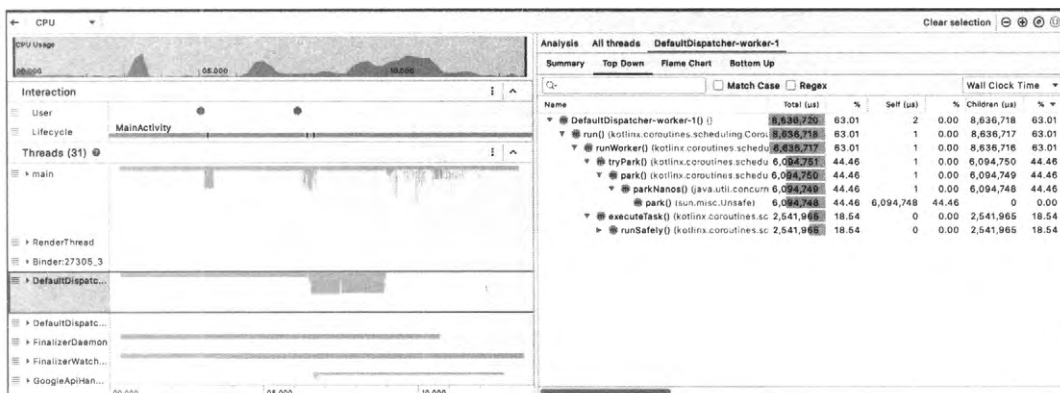 ← CPU ▼
Clear selection
CPU Usage
00.000 05.000 10.000
Interaction
User
Lifecycle MainActivity
Threads (31)
main
RenderThread
Binder:27305_3
DefaultDispatc...
DefaultDispatc...
FinalizerDaemon
FinalizerWatch...
GoogleApiHan...
00.000 05.000 10.000
Analysis All threads DefaultDispatcher-worker-1
Summary Top Down Flame Chart Bottom Up
Match Case Regex Wall Clock Time
Name Total (μs) % Self (μs) % Children (μs) %
DefaultDispatcher-worker-1() () 8,636,720 63.01 2 0.00 8,636,718 63.01
run() (kotlinx.coroutines.scheduling.Corou 8,636,718 63.01 1 0.00 8,636,717 63.01
runWorker() (kotlinx.coroutines.schedu 8,636,717 63.01 1 0.00 8,636,716 63.01
tryPark() (kotlinx.coroutines.schedu 6,094,751 44.46 1 0.00 6,094,750 44.46
park() (kotlinx.coroutines.schedu 6,094,750 44.46 1 0.00 6,094,749 44.46
parkNanos() (java.util.concurn 6,094,749 44.46 1 0.00 6,094,748 44.46
park() (sun.misc.Unsafe) 6,094,748 44.46 6,094,748 44.46 0 0.00
executeTask() (kotlinx.coroutines.sc 2,541,965 18.54 0 0.00 2,541,965 18.54
runSafely() (kotlinx.coroutines.sc 2,541,965 18.54 0 0.00 2,541,965 18.54